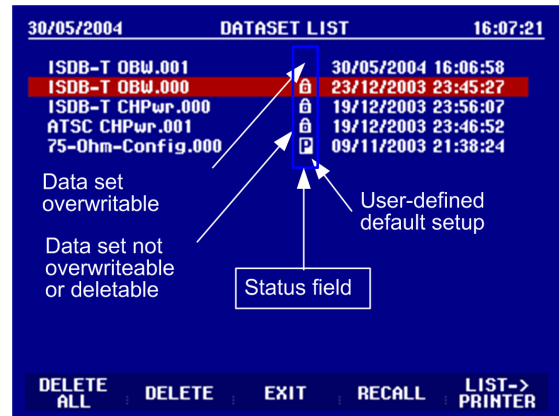 30/05/2004 DATASET LIST 16:07:21
ISDB-T OBW.001 30/05/2004 16:06:58
ISDB-T OBW.000 23/12/2003 23:45:27
ISDB-T CHPwr.000 19/12/2003 23:56:07
ATSC CHPwr.001 19/12/2003 23:46:52
75-Ohm-Config.000 P 09/11/2003 21:38:24
Data set
overwritable
User-defined
default setup
Data set not
overwriteable
or deletable
Status field
DELETE ALL DELETE EXIT RECALL LIST-> PRINTER